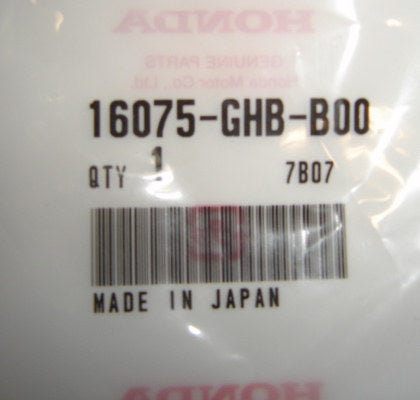 HONDA
GENUINE PARTS
Honda Motor Co., Ltd.
16075-GHB-B00
QTY 1 7B07
MADE IN JAPAN
HONDA